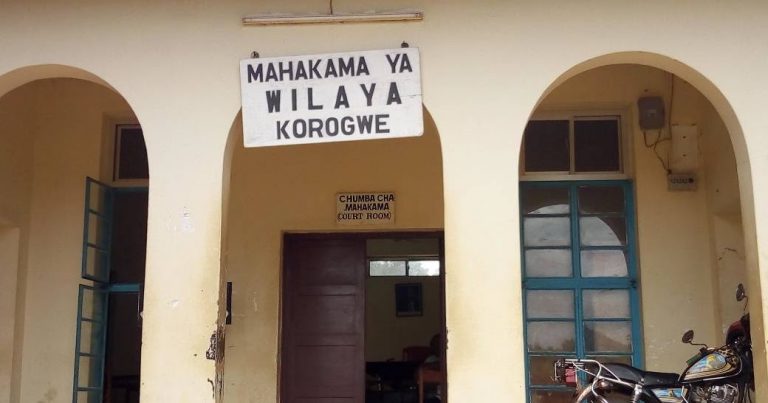 MAHAKAMA YA
WILAYA
KOROGWE
CHUMBA CHA
MAHAKAMA
(COURT ROOM)